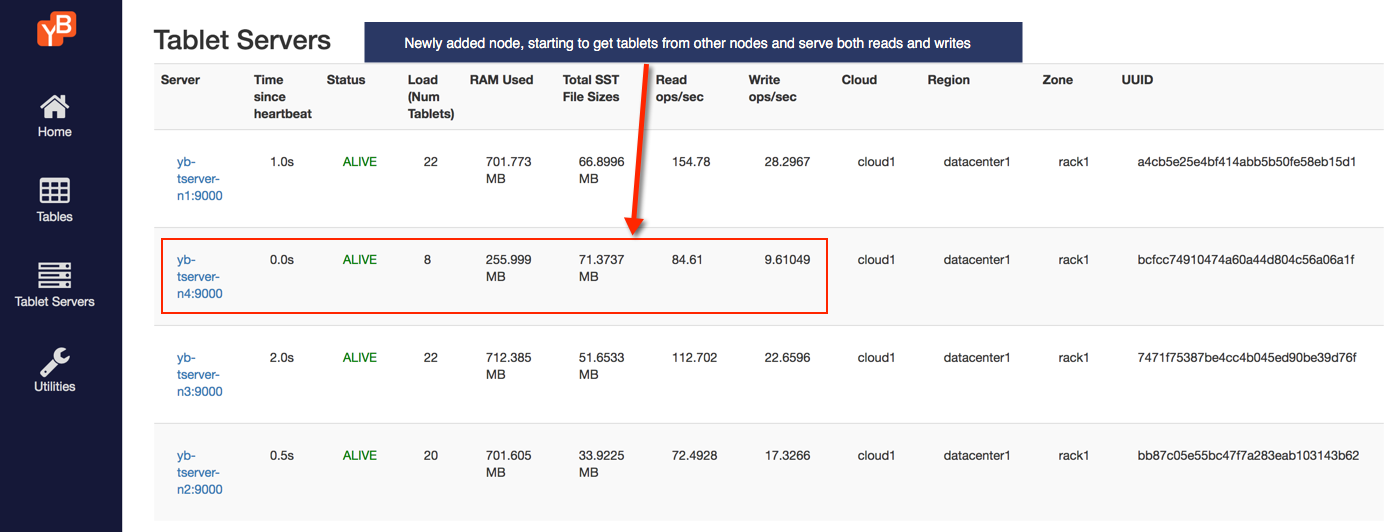 YB
Home
Tables
Tablet Servers
Utilities
Tablet Servers
Newly added node, starting to get tablets from other nodes and serve both reads and writes
Server Time since heartbeat Status Load (Num Tablets) RAM Used Total SST File Sizes Read ops/sec Write ops/sec Cloud Region Zone UUID
yb-tserver-n1:9000 1.0s ALIVE 22 701.773 MB 66.8996 MB 154.78 28.2967 cloud1 datacenter1 rack1 a4cb5e25e4bf414abb5b50fe58eb15d1
yb-tserver-n4:9000 0.0s ALIVE 8 255.999 MB 71.3737 MB 84.61 9.61049 cloud1 datacenter1 rack1 bcfcc74910474a60a44d804c56a06a1f
yb-tserver-n3:9000 2.0s ALIVE 22 712.385 MB 51.6533 MB 112.702 22.6596 cloud1 datacenter1 rack1 7471f75387be4cc4b045ed90be39d76f
yb-tserver-n2:9000 0.5s ALIVE 20 701.605 MB 33.9225 MB 72.4928 17.3266 cloud1 datacenter1 rack1 bb87c05e55bc47f7a283eab103143b62